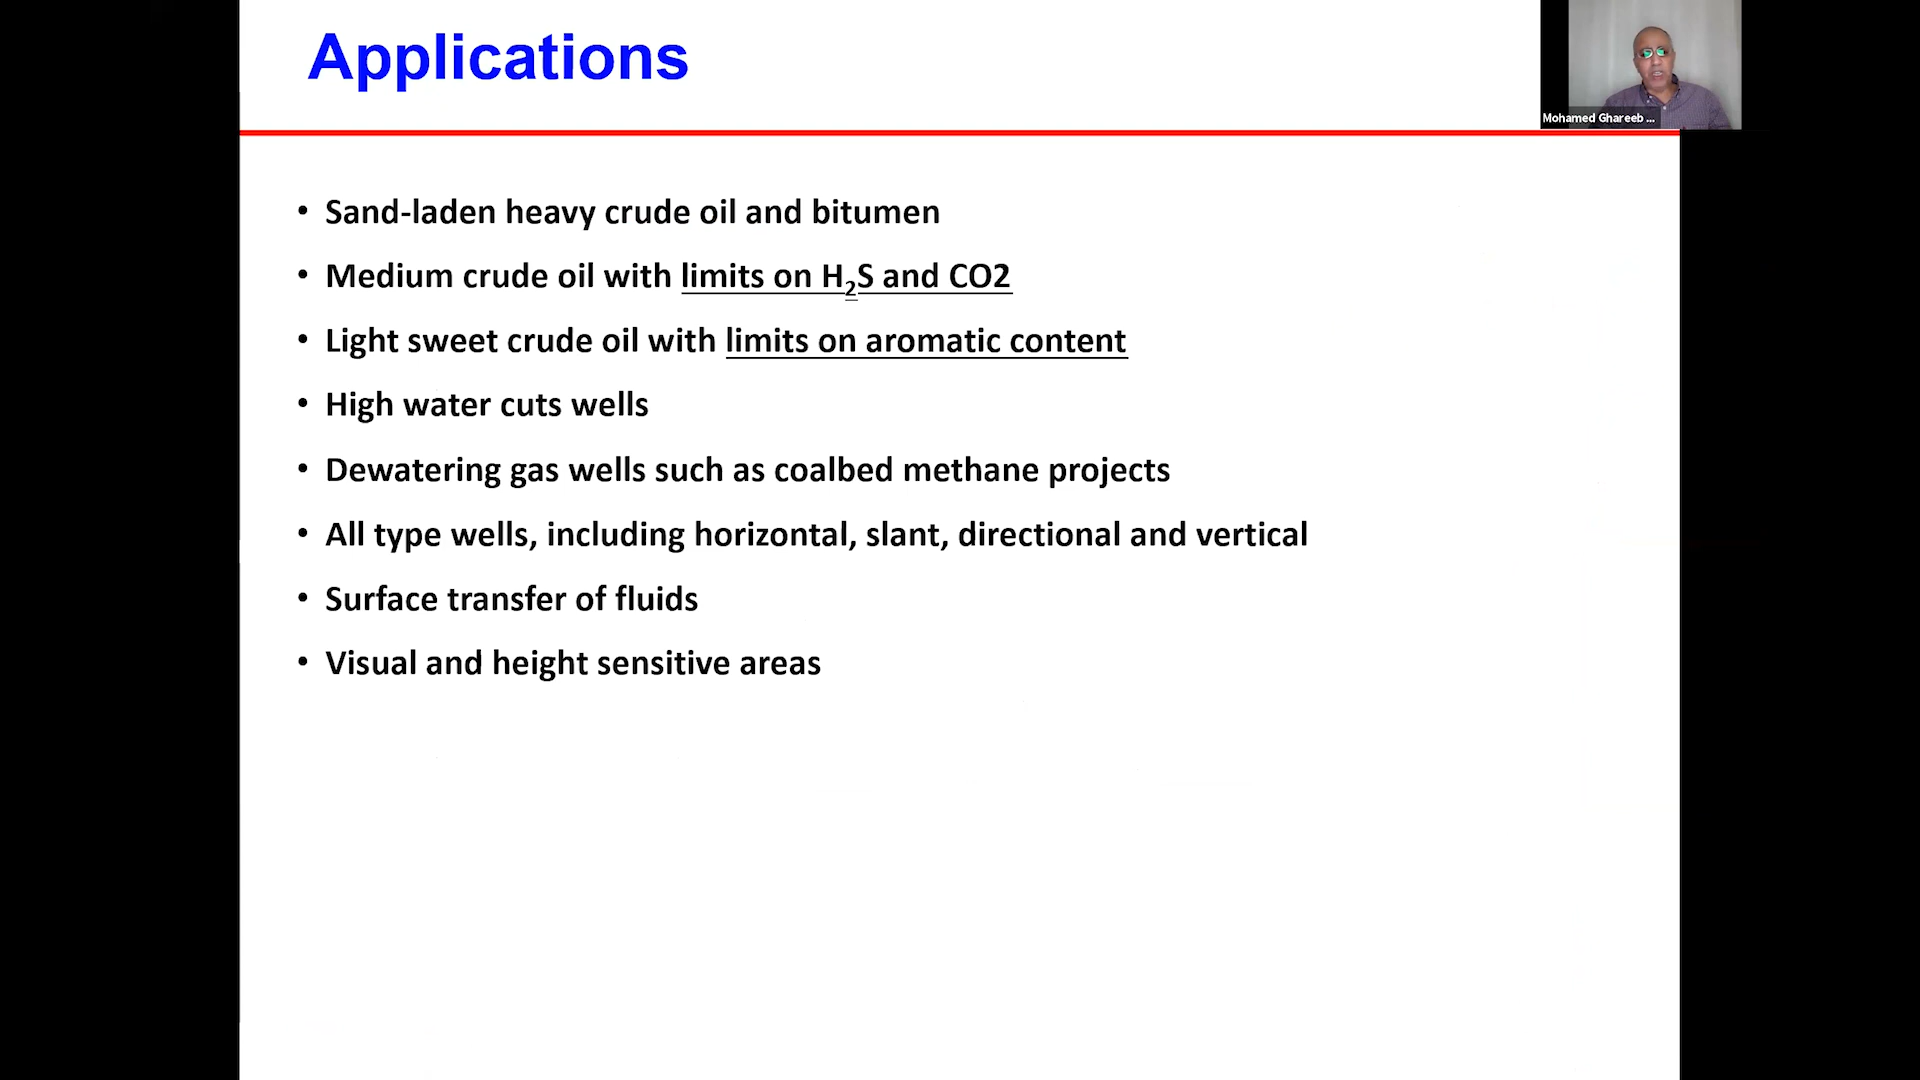 Applications
Mohamed Ghareeb ...
• Sand-laden heavy crude oil and bitumen
• Medium crude oil with limits on H₂S and CO2
• Light sweet crude oil with limits on aromatic content
• High water cuts wells
• Dewatering gas wells such as coalbed methane projects
• All type wells, including horizontal, slant, directional and vertical
• Surface transfer of fluids
• Visual and height sensitive areas